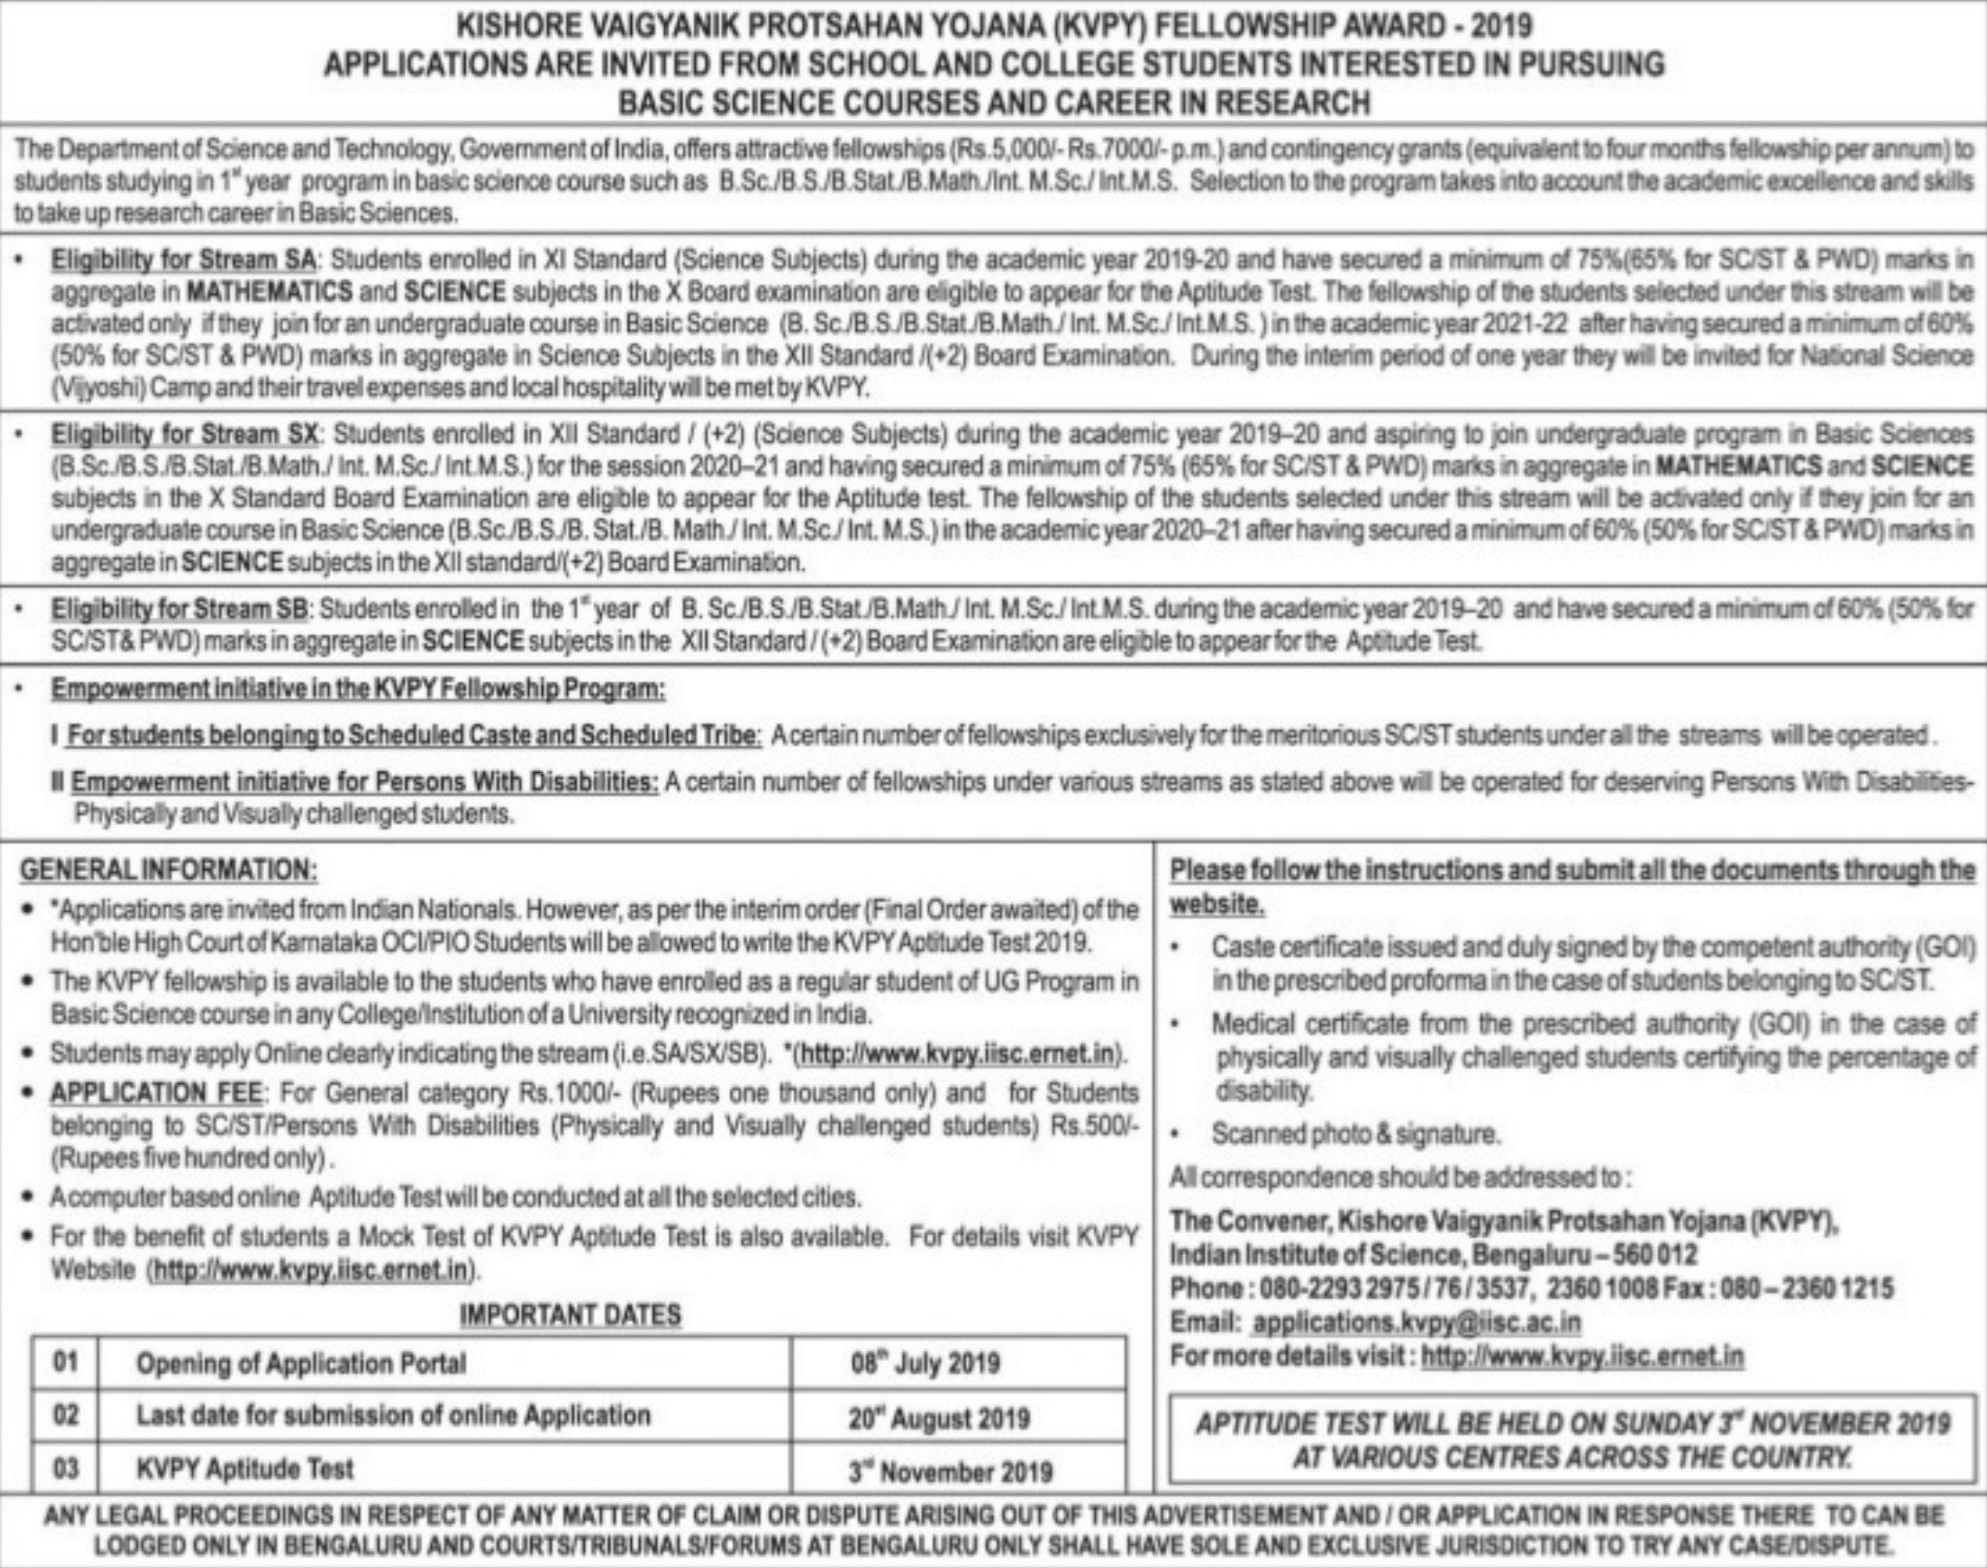 KISHORE VAIGYANIK PROTSAHAN YOJANA (KVPY) FELLOWSHIP AWARD - 2019
APPLICATIONS ARE INVITED FROM SCHOOL AND COLLEGE STUDENTS INTERESTED IN PURSUING
BASIC SCIENCE COURSES AND CAREER IN RESEARCH
The Department of Science and Technology, Government of India, offers attractive fellowships (Rs.5,000/- Rs.7000/- p.m.) and contingency grants (equivalent to four months fellowship per annum) to
students studying in 1st year program in basic science course such as B.Sc./B.S./B.Stat./B.Math./Int. M.Sc./ Int.M.S. Selection to the program takes into account the academic excellence and skills
to take up research career in Basic Sciences.
• Eligibility for Stream SA: Students enrolled in XI Standard (Science Subjects) during the academic year 2019-20 and have secured a minimum of 75%(65% for SC/ST & PWD) marks in
aggregate in MATHEMATICS and SCIENCE subjects in the X Board examination are eligible to appear for the Aptitude Test. The fellowship of the students selected under this stream will be
activated only if they join for an undergraduate course in Basic Science (B. Sc./B.S./B.Stat./B.Math./ Int. M.Sc./ Int.M.S. ) in the academic year 2021-22 after having secured a minimum of 60%
(50% for SC/ST & PWD) marks in aggregate in Science Subjects in the XII Standard /(+2) Board Examination. During the interim period of one year they will be invited for National Science
(Vijyoshi) Camp and their travel expenses and local hospitality will be met by KVPY.
• Eligibility for Stream SX: Students enrolled in XII Standard / (+2) (Science Subjects) during the academic year 2019–20 and aspiring to join undergraduate program in Basic Sciences
(B.Sc./B.S./B.Stat./B.Math./ Int. M.Sc./ Int.M.S.) for the session 2020–21 and having secured a minimum of 75% (65% for SC/ST & PWD) marks in aggregate in MATHEMATICS and SCIENCE
subjects in the X Standard Board Examination are eligible to appear for the Aptitude test. The fellowship of the students selected under this stream will be activated only if they join for an
undergraduate course in Basic Science (B.Sc./B.S./B. Stat./B. Math./ Int. M.Sc./ Int. M.S.) in the academic year 2020–21 after having secured a minimum of 60% (50% for SC/ST & PWD) marks in
aggregate in SCIENCE subjects in the XII standard/(+2) Board Examination.
• Eligibility for Stream SB: Students enrolled in the 1st year of B. Sc./B.S./B.Stat./B.Math./ Int. M.Sc./ Int.M.S. during the academic year 2019–20 and have secured a minimum of 60% (50% for
SC/ST& PWD) marks in aggregate in SCIENCE subjects in the XII Standard / (+2) Board Examination are eligible to appear for the Aptitude Test.
• Empowerment initiative in the KVPY Fellowship Program:
I For students belonging to Scheduled Caste and Scheduled Tribe: A certain number of fellowships exclusively for the meritorious SC/ST students under all the streams will be operated .
II Empowerment initiative for Persons With Disabilities: A certain number of fellowships under various streams as stated above will be operated for deserving Persons With Disabilities-
Physically and Visually challenged students.
GENERAL INFORMATION:
• *Applications are invited from Indian Nationals. However, as per the interim order (Final Order awaited) of the
Hon'ble High Court of Karnataka OCI/PIO Students will be allowed to write the KVPY Aptitude Test 2019.
• The KVPY fellowship is available to the students who have enrolled as a regular student of UG Program in
Basic Science course in any College/Institution of a University recognized in India.
• Students may apply Online clearly indicating the stream (i.e.SA/SX/SB). *(http://www.kvpy.iisc.ernet.in).
• APPLICATION FEE: For General category Rs.1000/- (Rupees one thousand only) and for Students
belonging to SC/ST/Persons With Disabilities (Physically and Visually challenged students) Rs.500/-
(Rupees five hundred only) .
• A computer based online Aptitude Test will be conducted at all the selected cities.
• For the benefit of students a Mock Test of KVPY Aptitude Test is also available. For details visit KVPY
Website (http://www.kvpy.iisc.ernet.in).
IMPORTANT DATES
01 Opening of Application Portal 08th July 2019
02 Last date for submission of online Application 20st August 2019
03 KVPY Aptitude Test 3rd November 2019
Please follow the instructions and submit all the documents through the
website.
• Caste certificate issued and duly signed by the competent authority (GOI)
in the prescribed proforma in the case of students belonging to SC/ST.
• Medical certificate from the prescribed authority (GOI) in the case of
physically and visually challenged students certifying the percentage of
disability.
• Scanned photo & signature.
All correspondence should be addressed to :
The Convener, Kishore Vaigyanik Protsahan Yojana (KVPY),
Indian Institute of Science, Bengaluru – 560 012
Phone : 080-2293 2975 / 76 / 3537, 2360 1008 Fax : 080 – 2360 1215
Email: applications.kvpy@iisc.ac.in
For more details visit : http://www.kvpy.iisc.ernet.in
APTITUDE TEST WILL BE HELD ON SUNDAY 3rd NOVEMBER 2019
AT VARIOUS CENTRES ACROSS THE COUNTRY.
ANY LEGAL PROCEEDINGS IN RESPECT OF ANY MATTER OF CLAIM OR DISPUTE ARISING OUT OF THIS ADVERTISEMENT AND / OR APPLICATION IN RESPONSE THERE TO CAN BE
LODGED ONLY IN BENGALURU AND COURTS/TRIBUNALS/FORUMS AT BENGALURU ONLY SHALL HAVE SOLE AND EXCLUSIVE JURISDICTION TO TRY ANY CASE/DISPUTE.